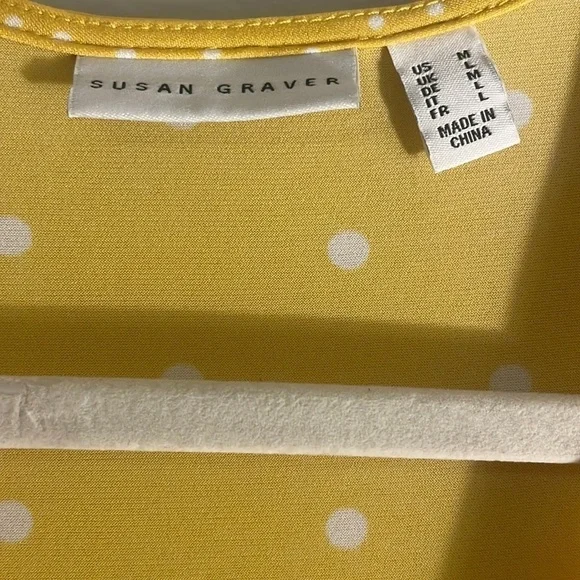 SUSAN GRAVER
US M
UK L
DE M
IT L
FR L
MADE IN
CHINA